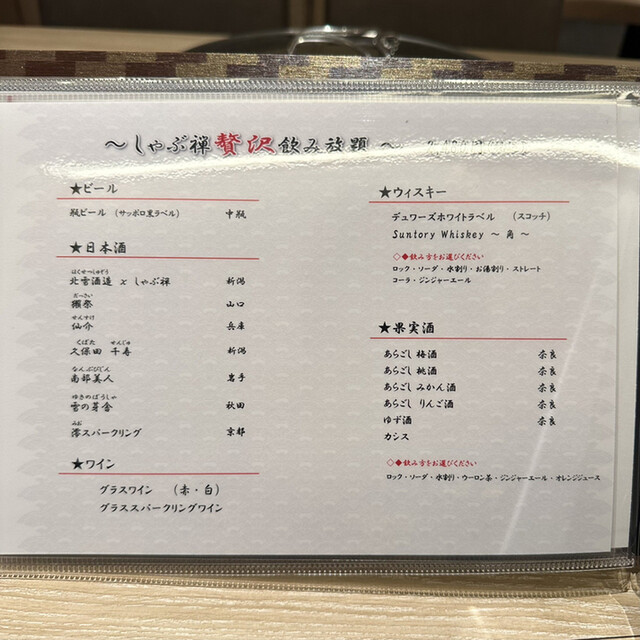 ～しゃぶ禅 贅沢 飲み放題～
★ビール
瓶ビール （サッポロ黒ラベル） 中瓶
★日本酒
ほくせつしゅぞう
北雪酒造 x しゃぶ禅 新潟
だっさい
獺祭 山口
せんすけ
仙介 兵庫
くぼた せんじゅ
久保田 千寿 新潟
なんぶびじん
南部美人 岩手
ゆきのぼうしゃ
雪の茅舎 秋田
みお
澪スパークリング 京都
★ワイン
グラスワイン （赤・白）
グラススパークリングワイン
★ウィスキー
デュワーズホワイトラベル （スコッチ）
Suntory Whiskey ～ 角 ～
◇◆飲み方をお選びください
ロック・ソーダ・水割り・お湯割り・ストレート
コーラ・ジンジャーエール
★果実酒
あらごし 梅酒 奈良
あらごし 桃酒 奈良
あらごし みかん酒 奈良
あらごし りんご酒 奈良
ゆず酒 奈良
カシス
◇◆飲み方をお選びください
ロック・ソーダ・水割り・ウーロン茶・ジンジャーエール・オレンジジュース